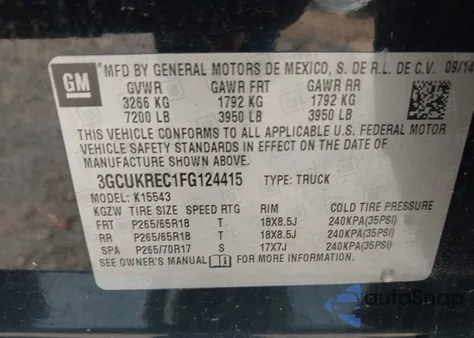 GM
MFD BY GENERAL MOTORS DE MEXICO, S. DE R.L. DE C.V. 09/14
GVWR GAWR FRT GAWR RR
3266 KG 1792 KG 1792 KG
7200 LB 3950 LB 3950 LB
THIS VEHICLE CONFORMS TO ALL APPLICABLE U.S. FEDERAL MOTOR
VEHICLE SAFETY STANDARDS IN EFFECT ON THE DATE OF
MANUFACTURE SHOWN ABOVE.
3GCUKREC1FG124415 TYPE: TRUCK
MODEL: K15543
KGZW TIRE SIZE SPEED RTG RIM COLD TIRE PRESSURE
FRT P265/65R18 T 18X8.5J 240KPA(35PSI)
RR P265/65R18 T 18X8.5J 240KPA(35PSI)
SPA P265/70R17 S 17X7J 240KPA(35PSI)
SEE OWNER'S MANUAL FOR MORE INFORMATION.
autoSnap